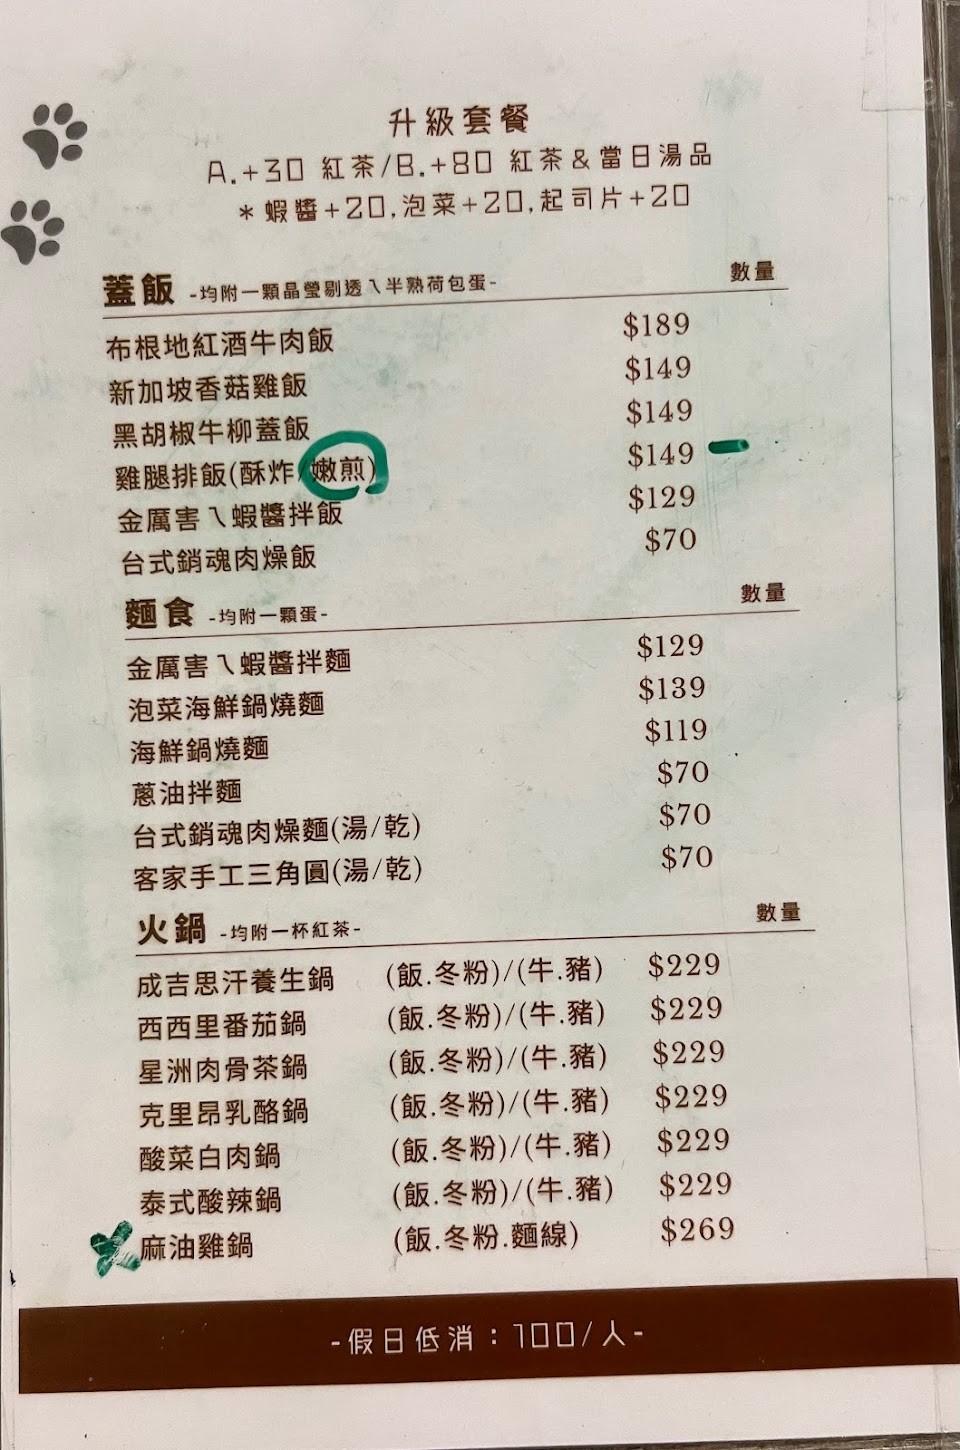 升級套餐
A.+30 紅茶/B.+80 紅茶&當日湯品
*蝦醬+20,泡菜+20,起司片+20
蓋飯 -均附一顆晶瑩剔透ㄟ半熟荷包蛋- 數量
布根地紅酒牛肉飯 $189
新加坡香菇雞飯 $149
黑胡椒牛柳蓋飯 $149
雞腿排飯(酥炸/嫩煎) $149
金厲害ㄟ蝦醬拌飯 $129
台式銷魂肉燥飯 $70
麵食 -均附一顆蛋- 數量
金厲害ㄟ蝦醬拌麵 $129
泡菜海鮮鍋燒麵 $139
海鮮鍋燒麵 $119
蔥油拌麵 $70
台式銷魂肉燥麵(湯/乾) $70
客家手工三角圓(湯/乾) $70
火鍋 -均附一杯紅茶- 數量
成吉思汗養生鍋 (飯.冬粉)/(牛.豬) $229
西西里番茄鍋 (飯.冬粉)/(牛.豬) $229
星洲肉骨茶鍋 (飯.冬粉)/(牛.豬) $229
克里昂乳酪鍋 (飯.冬粉)/(牛.豬) $229
酸菜白肉鍋 (飯.冬粉)/(牛.豬) $229
泰式酸辣鍋 (飯.冬粉)/(牛.豬) $229
麻油雞鍋 (飯.冬粉.麵線) $269
-假日低消：100/人-